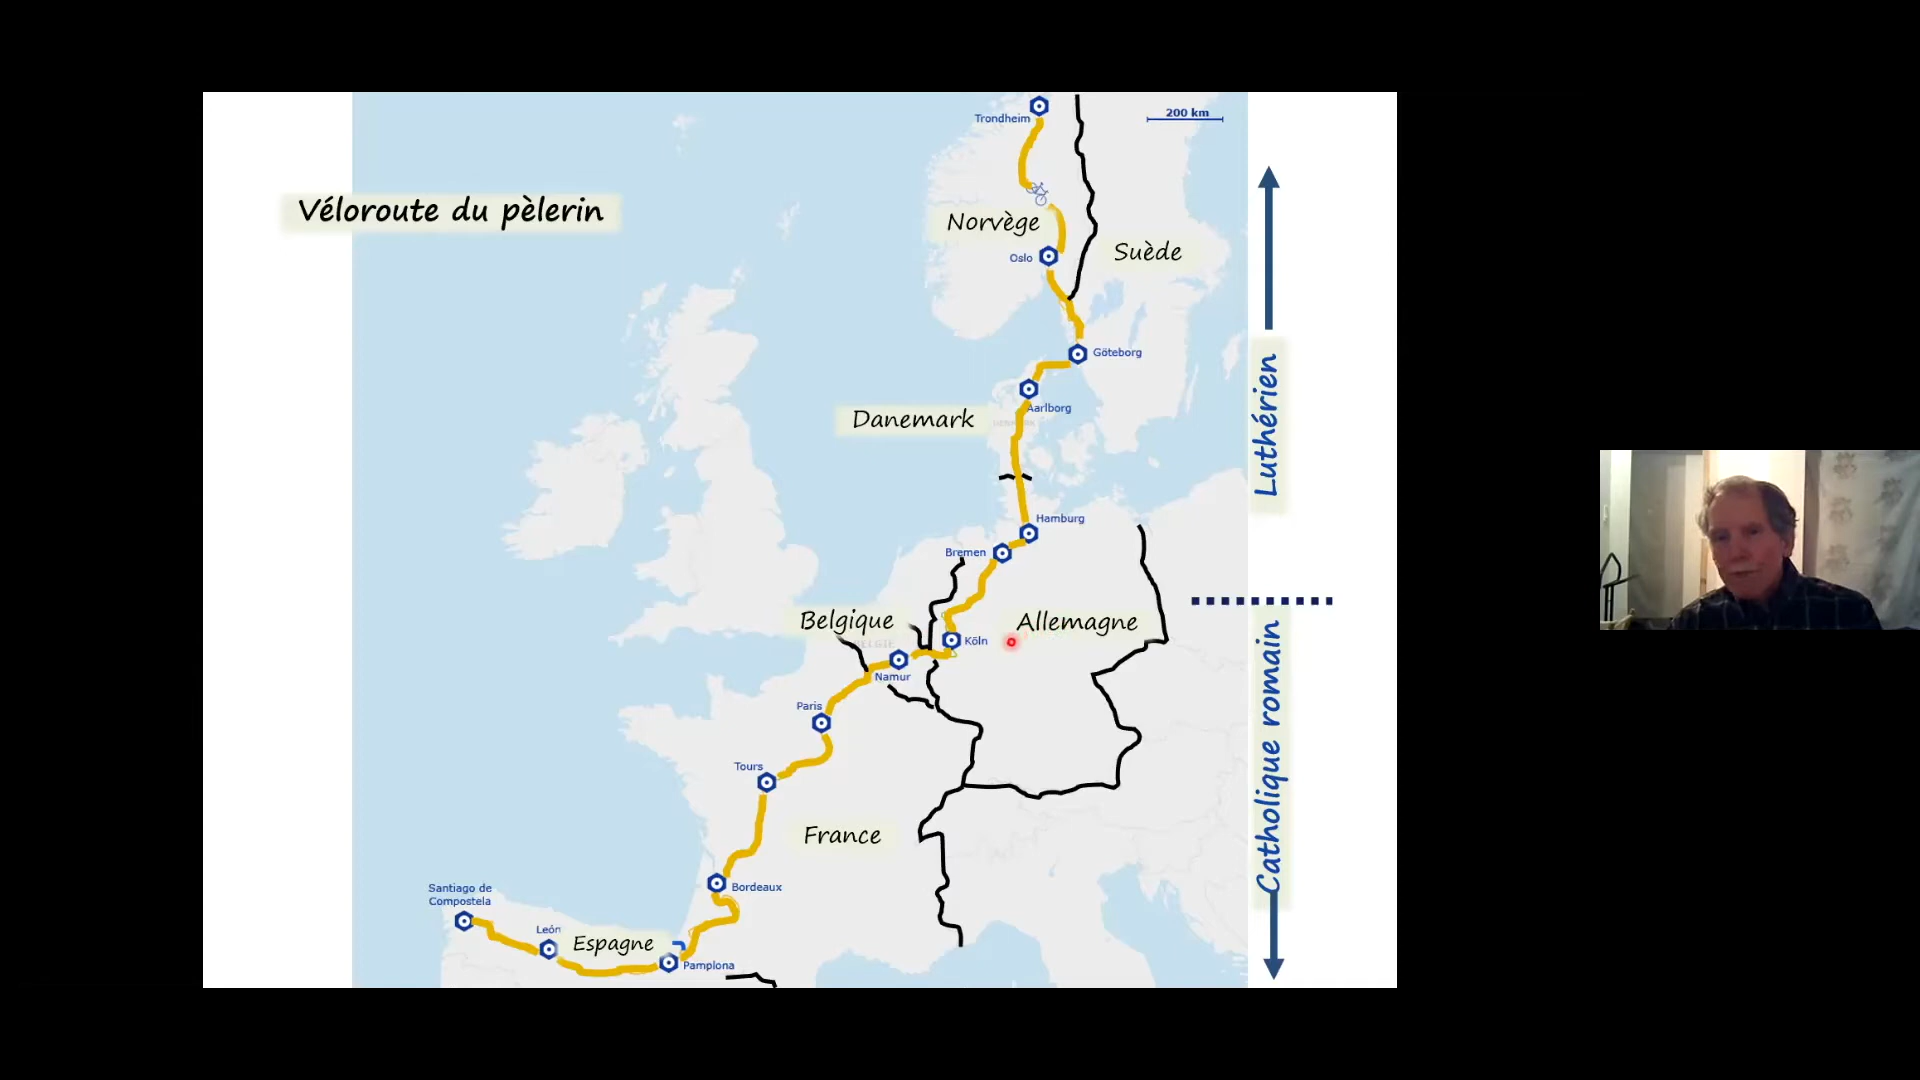 Trondheim
200 km
Véloroute du pèlerin
Norvège
Suède
Oslo
Göteborg
Aarlborg
Danemark
Luthérien
Hamburg
Bremen
Belgique
Allemagne
Köln
Namur
Paris
Tours
Catholique romain
France
Bordeaux
Santiago de
Compostela
León
Espagne
Pamplona